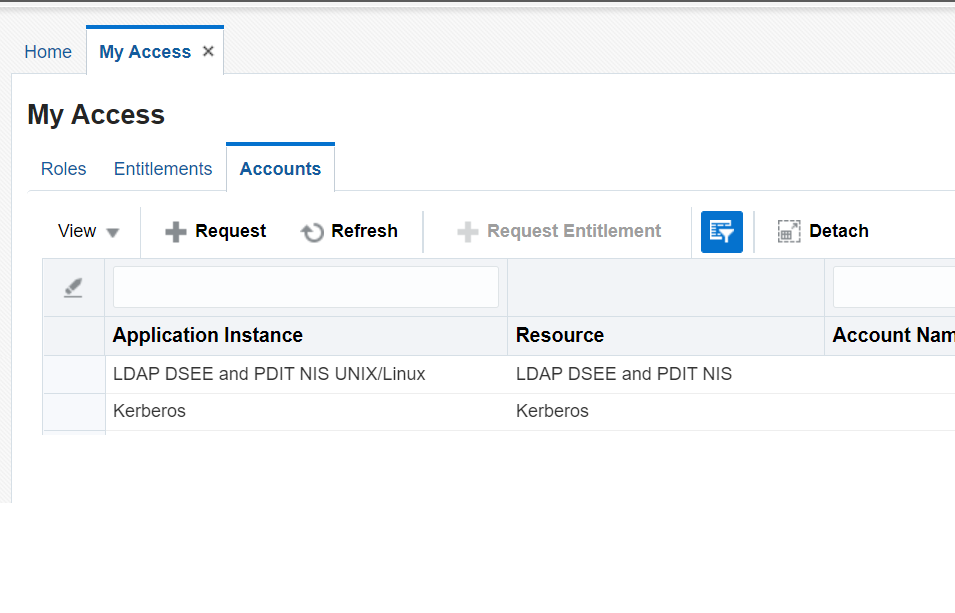 Home My Access
My Access
Roles Entitlements Accounts
View Request Refresh Request Entitlement Detach
Application Instance Resource Account Nam
LDAP DSEE and PDIT NIS UNIX/Linux LDAP DSEE and PDIT NIS
Kerberos Kerberos